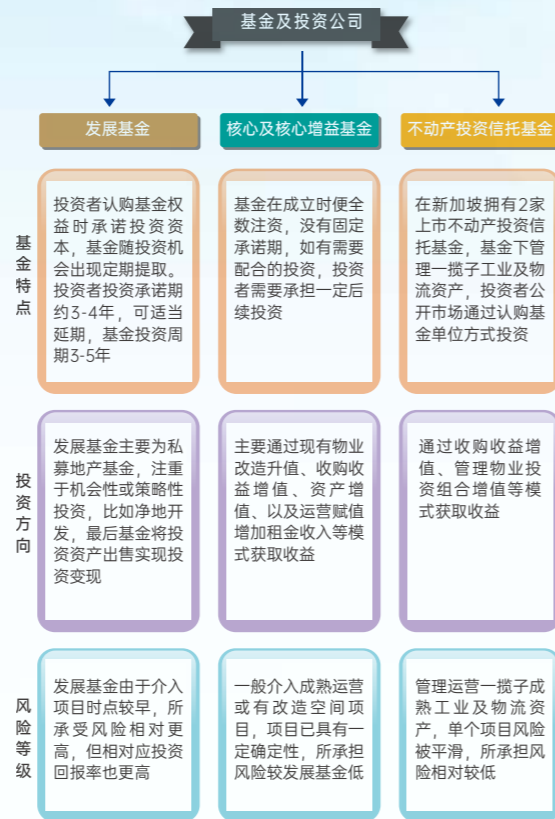 基金及投资公司
发展基金
核心及核心增益基金
不动产投资信托基金
基金特点
投资者认购基金权
益时承诺投资资
本，基金随投资机
会出现定期提取。
投资者投资承诺期
约3-4年，可适当
延期，基金投资周
期3-5年
基金在成立时便全
数注资，没有固定
承诺期，如有需要
配合的投资，投资
者需要承担一定后
续投资
在新加坡拥有2家
上市不动产投资信
托基金，基金下管
理一揽子工业及物
流资产，投资者公
开市场通过认购基
金单位方式投资
投资方向
发展基金主要为私
募地产基金，注重
于机会性或策略性
投资，比如净地开
发，最后基金将投
资资产出售实现投
资变现
主要通过现有物业
改造升值、收购收
益增值、资产增
值、以及运营赋值
增加租金收入等模
式获取收益
通过收购收益增
值、管理物业投
资组合增值等模
式获取收益
风险等级
发展基金由于介入
项目时点较早，所
承受风险相对更
高，但相对应投资
回报率也更高
一般介入成熟运营
或有改造空间项
目，项目已具有一
定确定性，所承担
风险较发展基金低
管理运营一揽子成
熟工业及物流资
产，单个项目风险
被平滑，所承担风
险相对较低